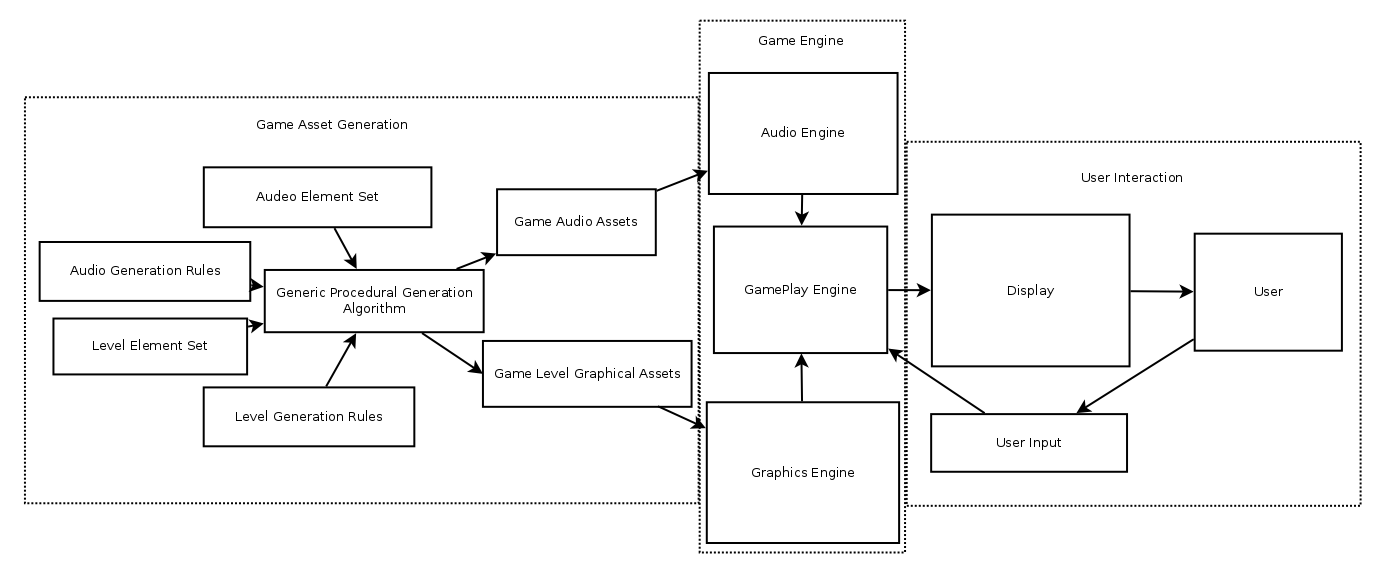 Game Asset Generation
Audeo Element Set
Audio Generation Rules
Generic Procedural Generation
Algorithm
Level Element Set
Level Generation Rules
Game Audio Assets
Game Level Graphical Assets
Game Engine
Audio Engine
GamePlay Engine
Graphics Engine
User Interaction
Display
User
User Input